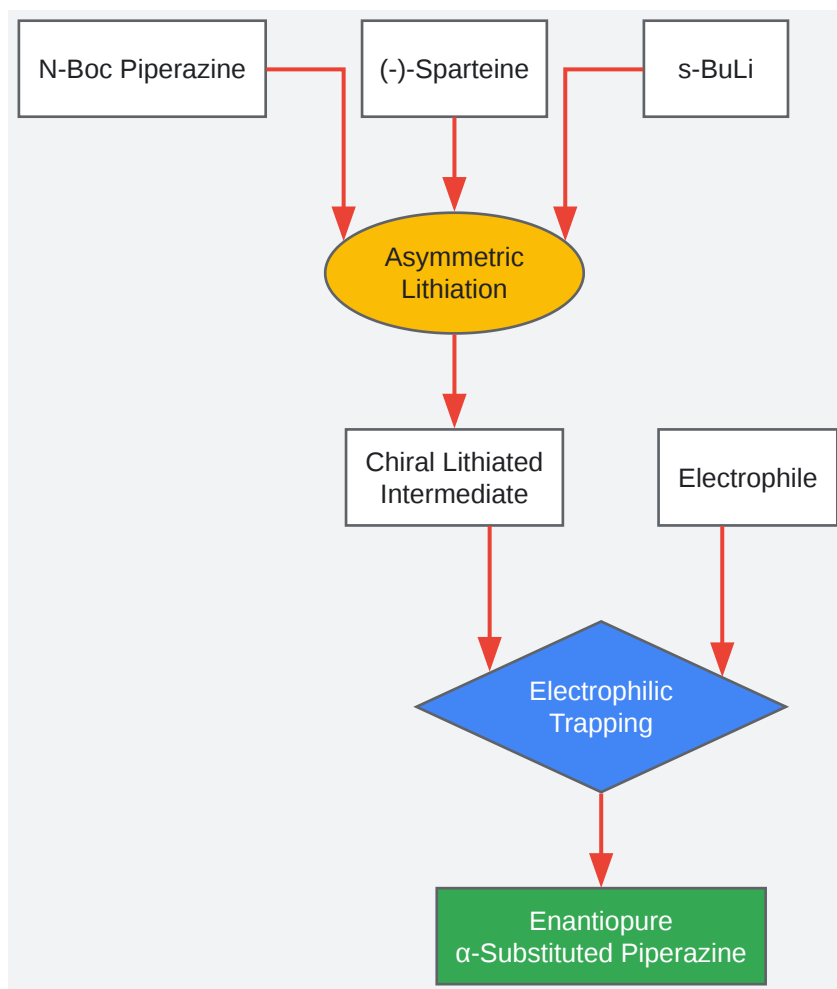 N-Boc Piperazine
(-)-Sparteine
s-BuLi
Asymmetric
Lithiation
Chiral Lithiated
Intermediate
Electrophile
Electrophilic
Trapping
Enantiopure
α-Substituted Piperazine